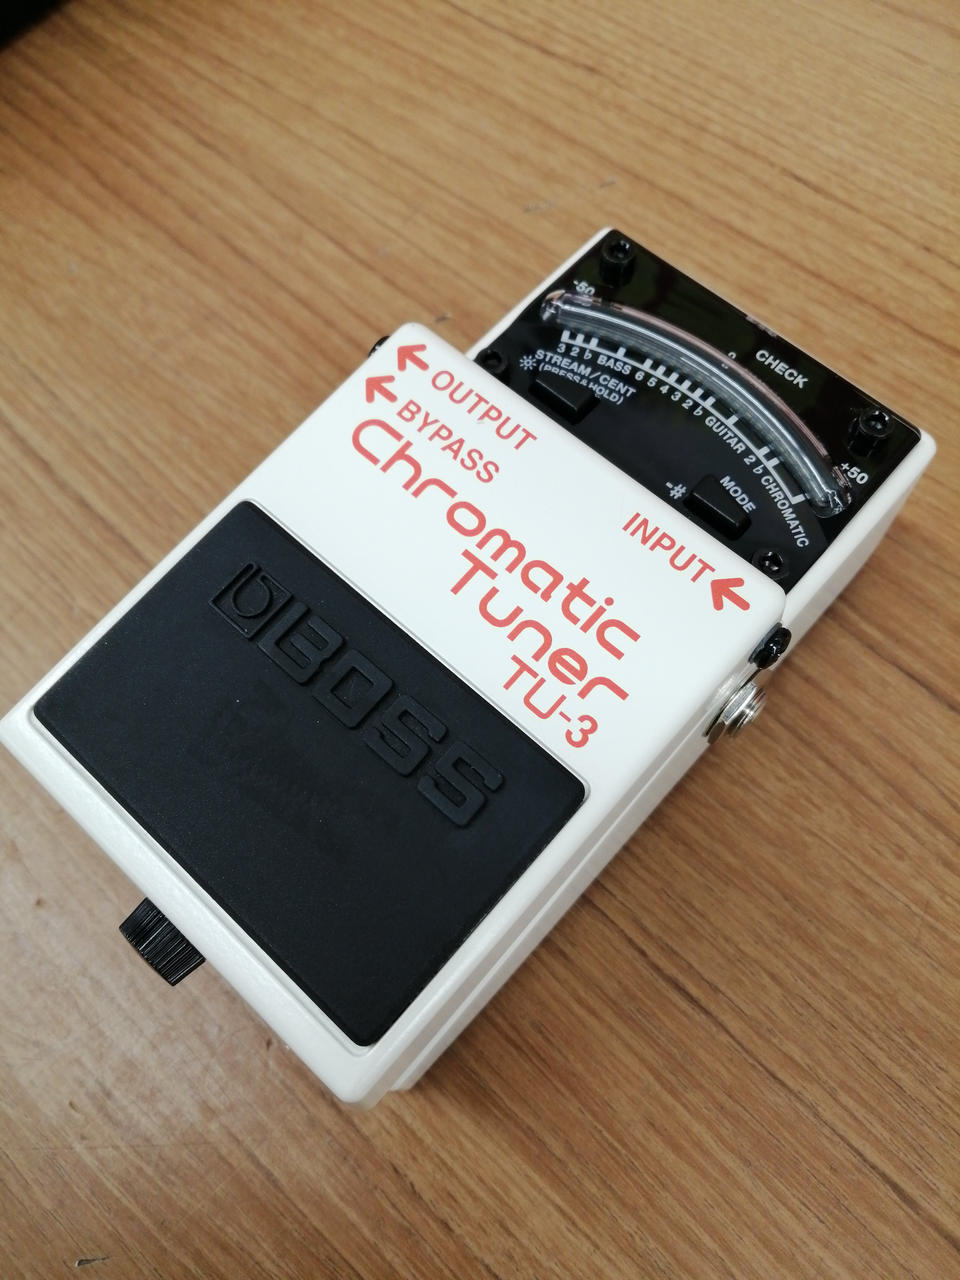 -50
0
CHECK
+50
3 2 ♭ BASS 6 5 4 3 2 ♭ GUITAR 2 ♭ CHROMATIC
STREAM/CENT
(PRESS&HOLD)
MODE
-#
OUTPUT
BYPASS
INPUT
Chromatic
Tuner
TU-3
BOSS